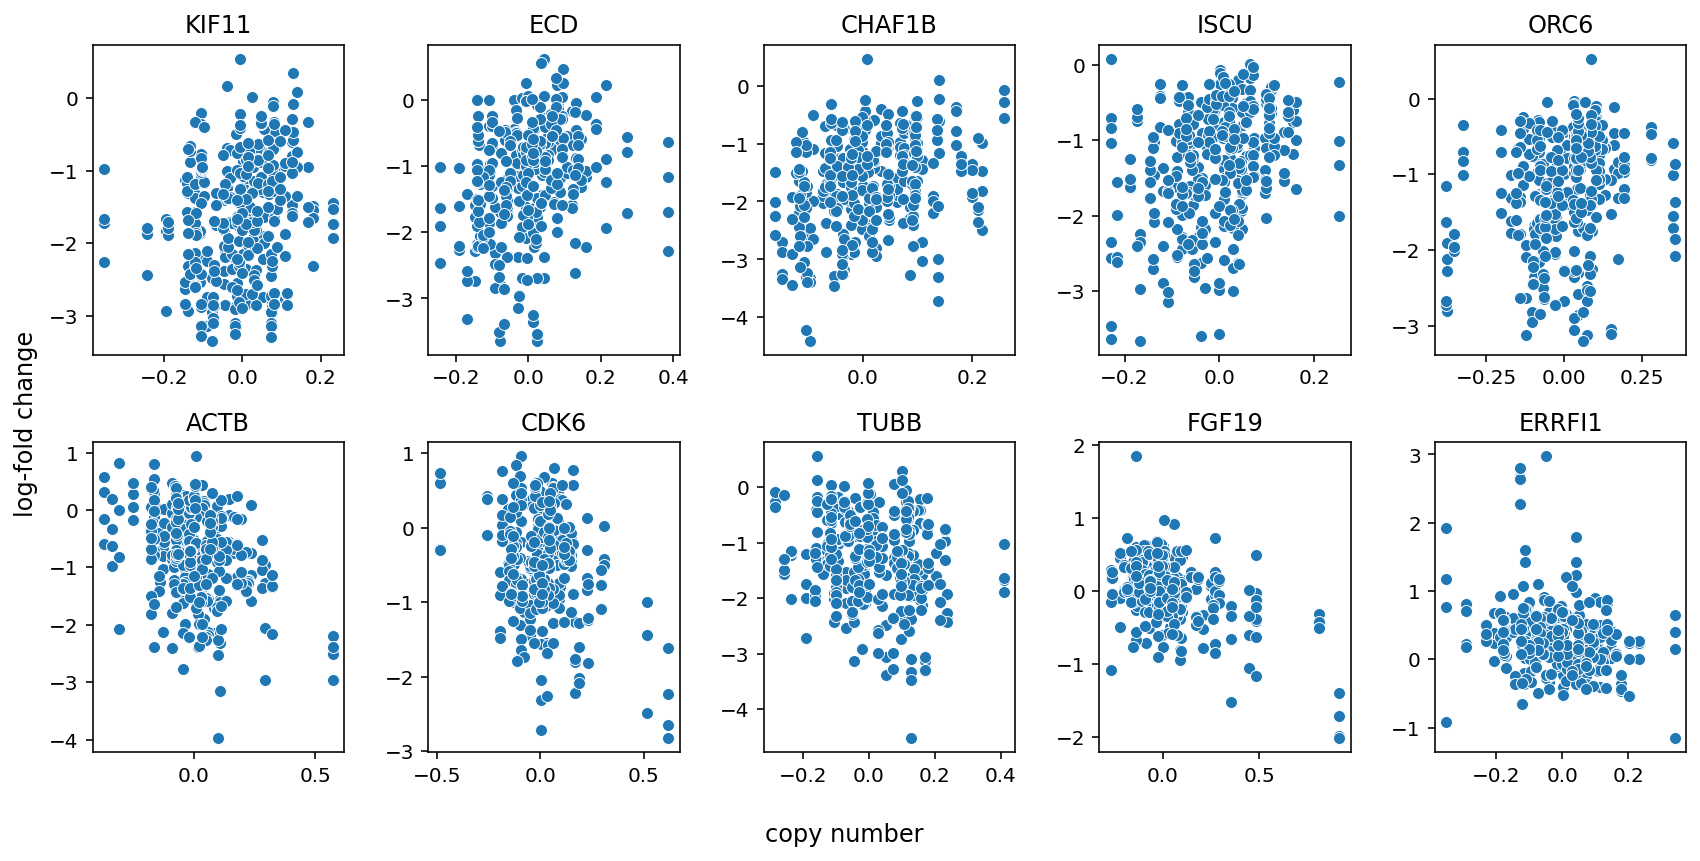 KIF11 ECD CHAF1B ISCU ORC6
0 0 0 0 0
−1 −1 −1 −1 −1
−2 −2 −2 −2 −2
−3 −3 −3 −3 −3
−4
−0.2 0.0 0.2 −0.2 0.0 0.2 0.4 0.0 0.2 −0.2 0.0 0.2 −0.25 0.00 0.25
log-fold change
ACTB CDK6 TUBB FGF19 ERRFI1
1 1 0 2 3
0 0 −1 1 2
−1 −1 −2 0 1
−2 −2 −3 −1 0
−3 −3 −4 −2 −1
−4
0.0 0.5 −0.5 0.0 0.5 −0.2 0.0 0.2 0.4 0.0 0.5 −0.2 0.0 0.2
copy number